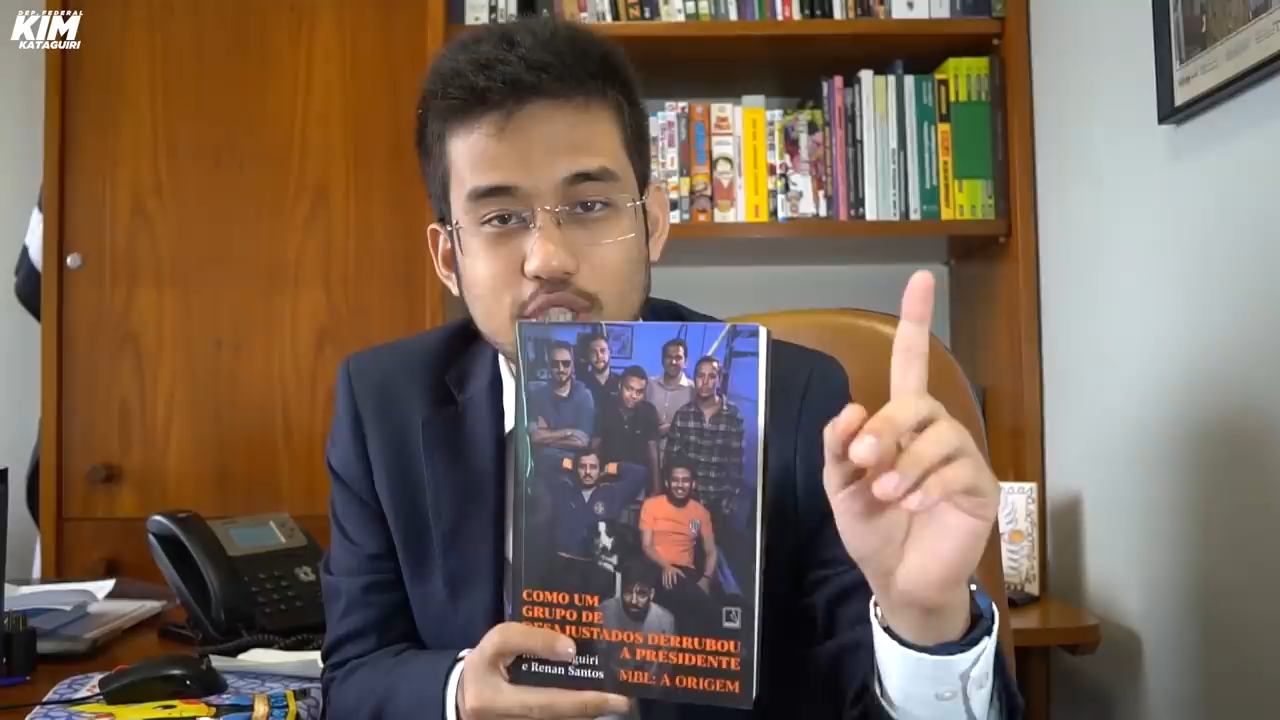 DEP. FEDERAL
KIM
KATAGUIRI
COMO UM
GRUPO DE
DESAJUSTADOS DERRUBOU
A PRESIDENTE
e Renan Santos
MBL: A ORIGEM